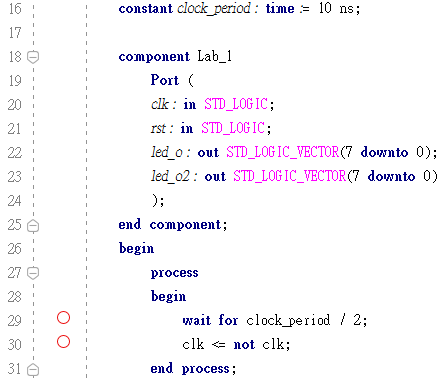 16 constant clock_period : time := 10 ns;
17
18 component Lab_1
19 Port (
20 clk : in STD_LOGIC;
21 rst : in STD_LOGIC;
22 led_o : out STD_LOGIC_VECTOR(7 downto 0);
23 led_o2 : out STD_LOGIC_VECTOR(7 downto 0)
24 );
25 end component;
26 begin
27 process
28 begin
29 wait for clock_period / 2;
30 clk <= not clk;
31 end process;